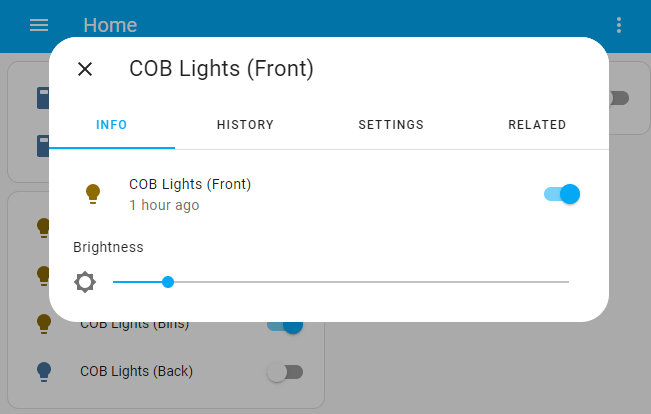 Home
COB Lights (Front)
INFO
HISTORY
SETTINGS
RELATED
COB Lights (Front)
1 hour ago
Brightness
COB Lights (Bins)
COB Lights (Back)